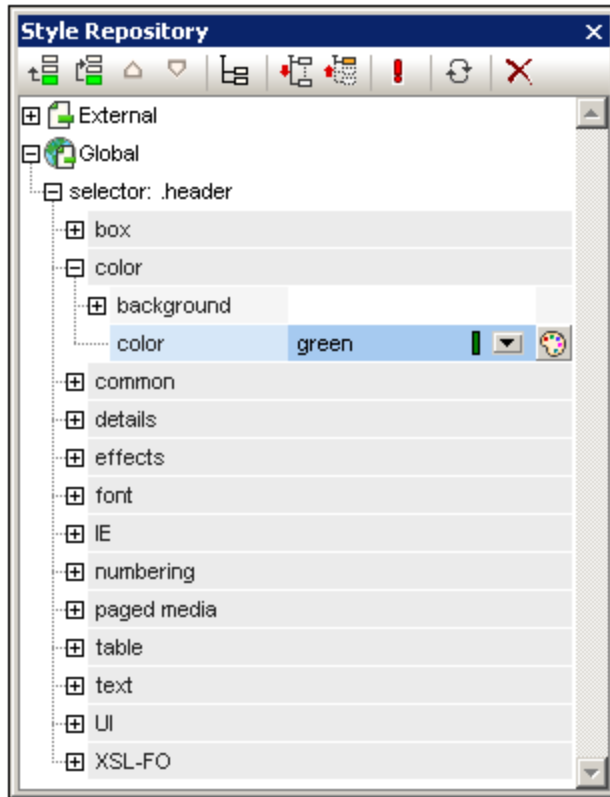 Style Repository
External
Global
selector: .header
box
color
background
color green
common
details
effects
font
IE
numbering
paged media
table
text
UI
XSL-FO